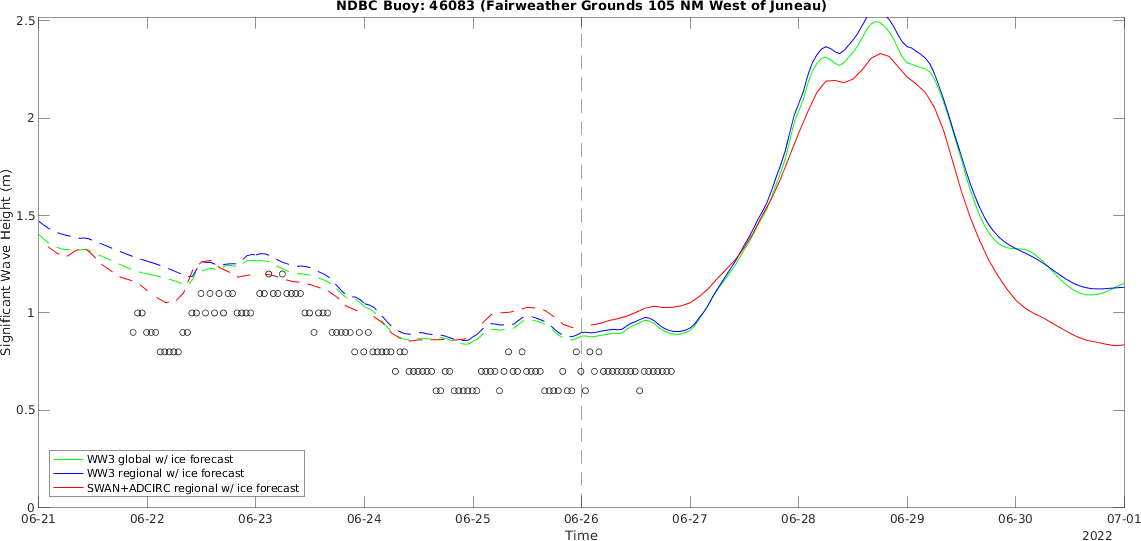 NDBC Buoy: 46083 (Fairweather Grounds 105 NM West of Juneau)
2.5
2
1.5
1
0.5
0
Significant Wave Height (m)
WW3 global w/ ice forecast
WW3 regional w/ ice forecast
SWAN+ADCIRC regional w/ ice forecast
06-21 06-22 06-23 06-24 06-25 06-26 06-27 06-28 06-29 06-30 07-01
Time
2022